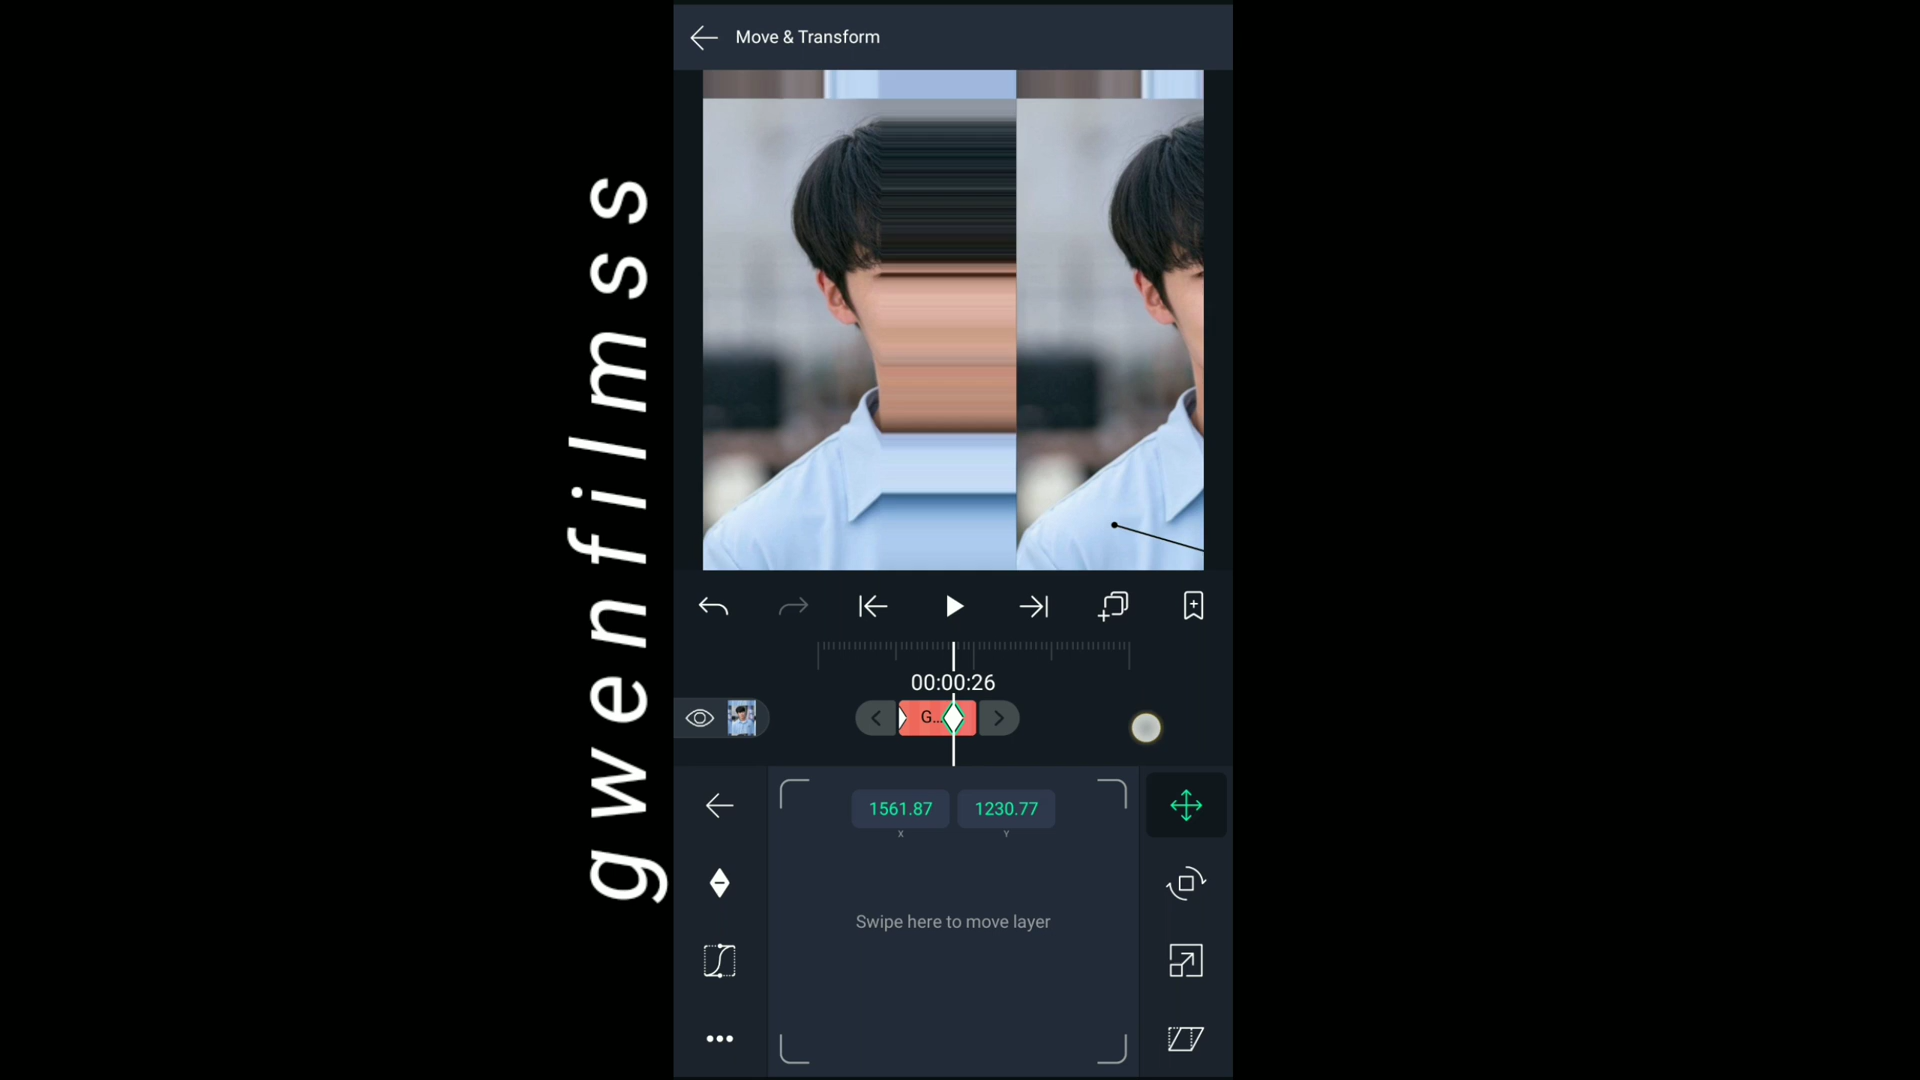 gwenfilmss
Move & Transform
00:00:26
G...
1561.87 1230.77
X Y
Swipe here to move layer